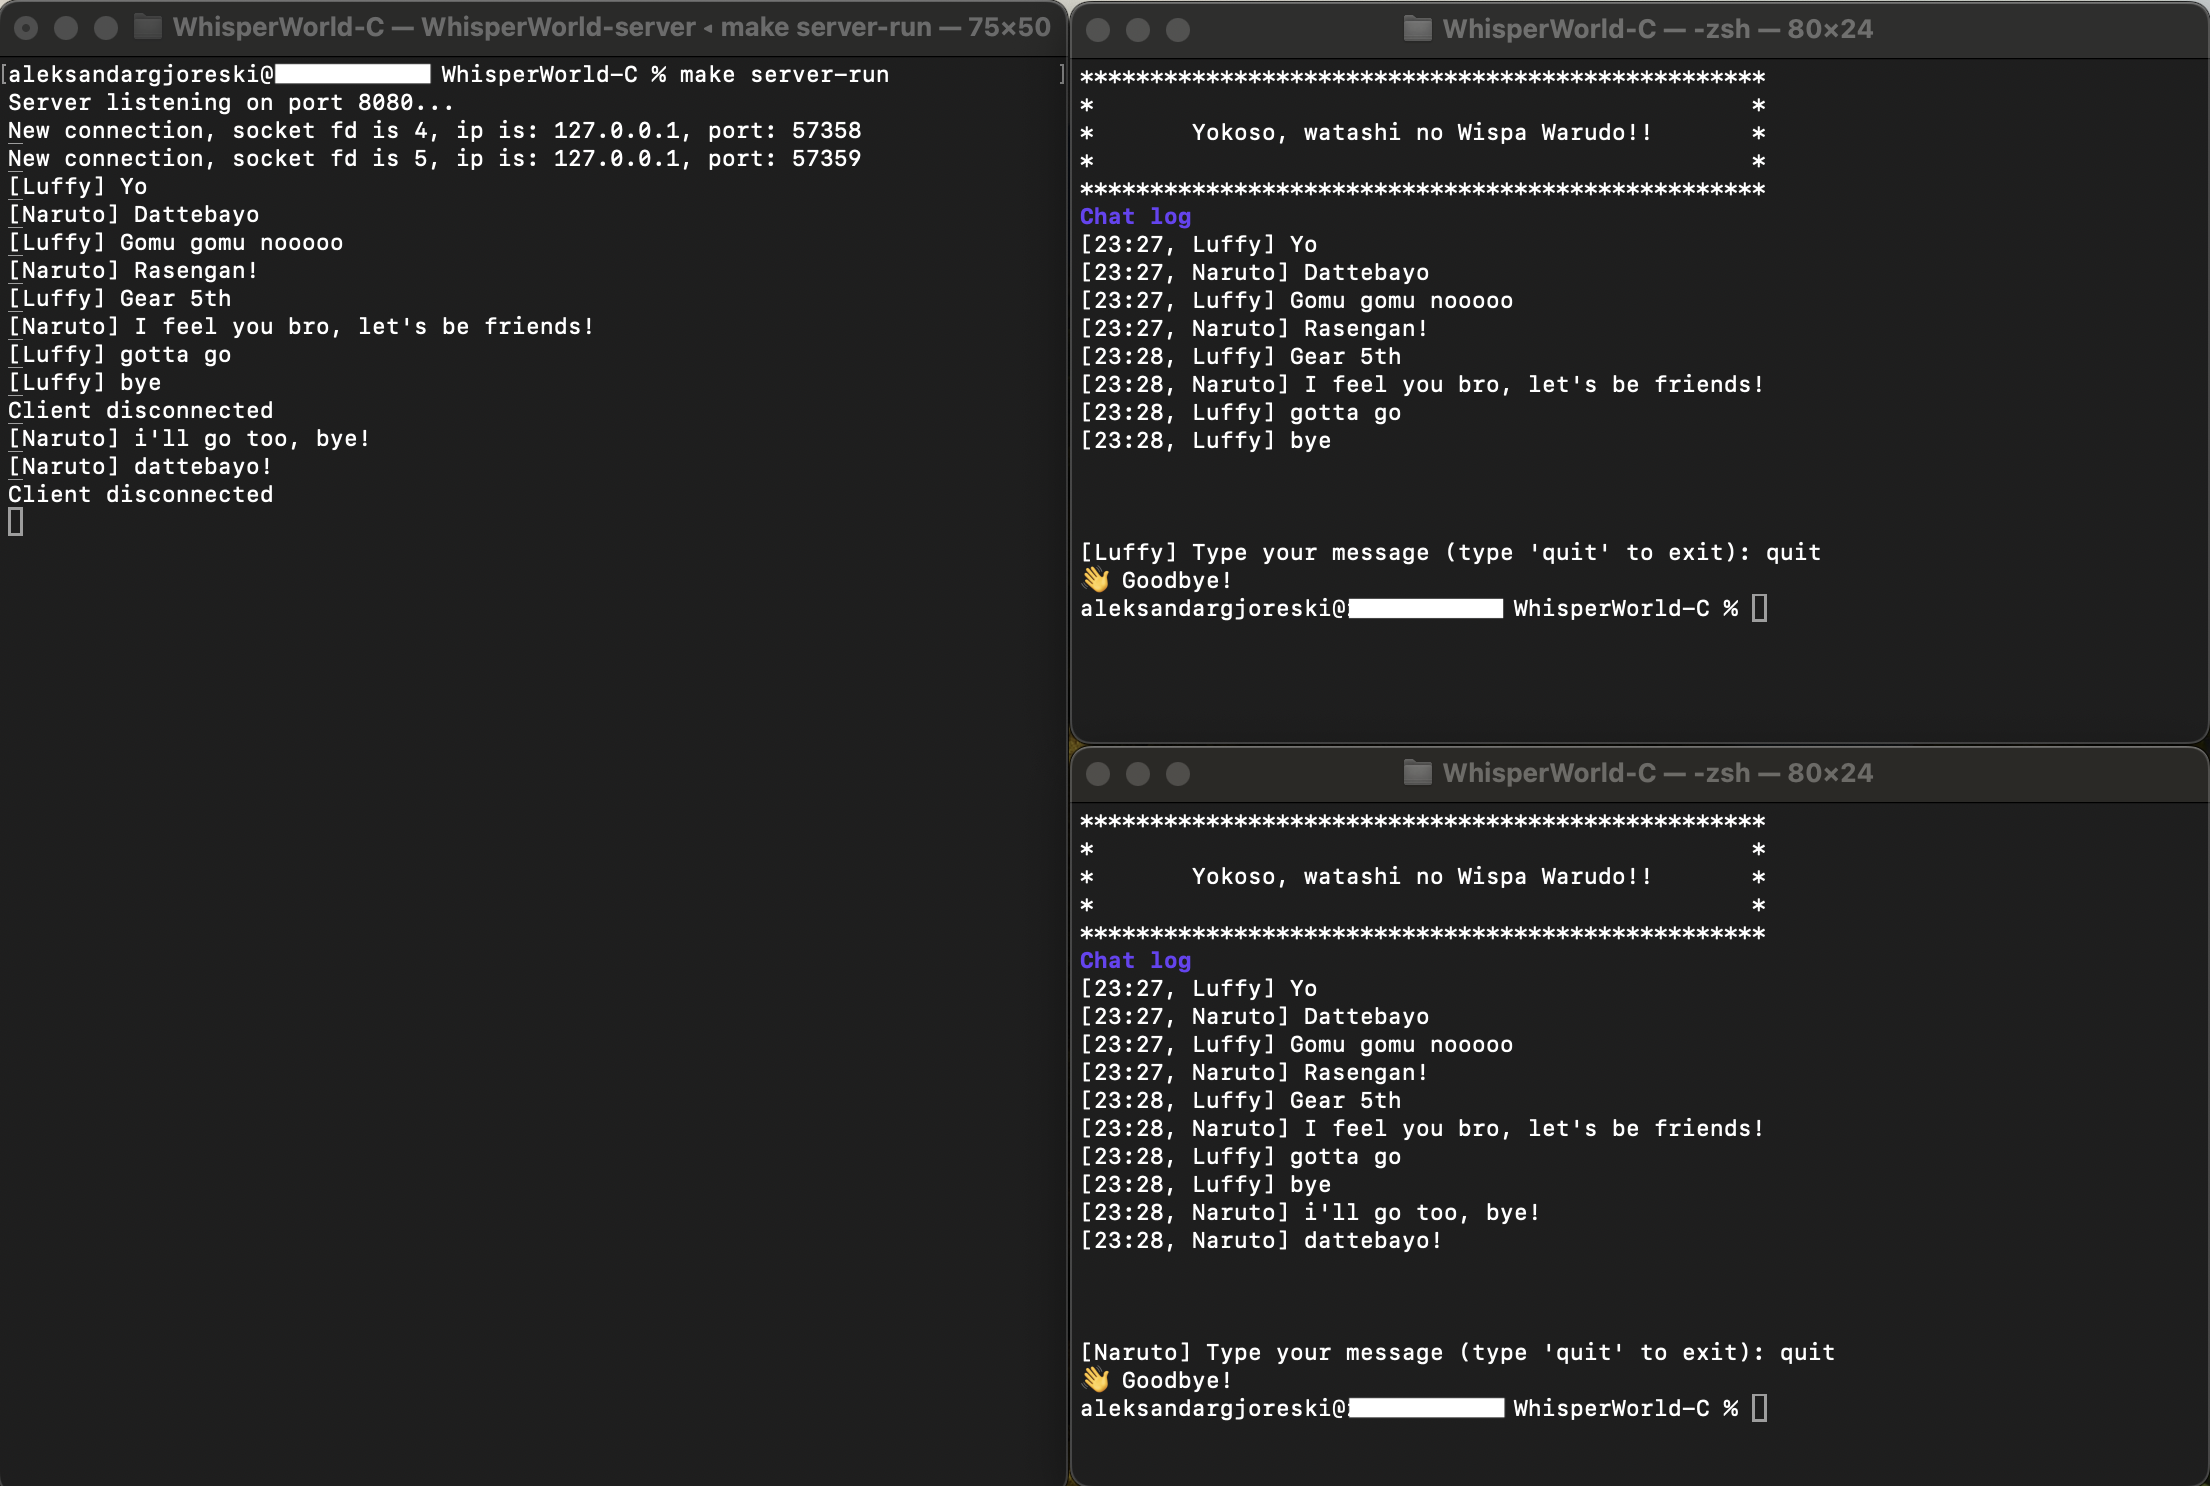 WhisperWorld-C — WhisperWorld-server ◂ make server-run — 75×50
[aleksandargjoreski@ WhisperWorld-C % make server-run ]
Server listening on port 8080...
New connection, socket fd is 4, ip is: 127.0.0.1, port: 57358
New connection, socket fd is 5, ip is: 127.0.0.1, port: 57359
[Luffy] Yo
[Naruto] Dattebayo
[Luffy] Gomu gomu nooooo
[Naruto] Rasengan!
[Luffy] Gear 5th
[Naruto] I feel you bro, let's be friends!
[Luffy] gotta go
[Luffy] bye
Client disconnected
[Naruto] i'll go too, bye!
[Naruto] dattebayo!
Client disconnected
WhisperWorld-C — -zsh — 80×24
*************************************************
* *
* Yokoso, watashi no Wispa Warudo!! *
* *
*************************************************
Chat log
[23:27, Luffy] Yo
[23:27, Naruto] Dattebayo
[23:27, Luffy] Gomu gomu nooooo
[23:27, Naruto] Rasengan!
[23:28, Luffy] Gear 5th
[23:28, Naruto] I feel you bro, let's be friends!
[23:28, Luffy] gotta go
[23:28, Luffy] bye
[Luffy] Type your message (type 'quit' to exit): quit
👋 Goodbye!
aleksandargjoreski@ WhisperWorld-C %
WhisperWorld-C — -zsh — 80×24
*************************************************
* *
* Yokoso, watashi no Wispa Warudo!! *
* *
*************************************************
Chat log
[23:27, Luffy] Yo
[23:27, Naruto] Dattebayo
[23:27, Luffy] Gomu gomu nooooo
[23:27, Naruto] Rasengan!
[23:28, Luffy] Gear 5th
[23:28, Naruto] I feel you bro, let's be friends!
[23:28, Luffy] gotta go
[23:28, Luffy] bye
[23:28, Naruto] i'll go too, bye!
[23:28, Naruto] dattebayo!
[Naruto] Type your message (type 'quit' to exit): quit
👋 Goodbye!
aleksandargjoreski@ WhisperWorld-C %